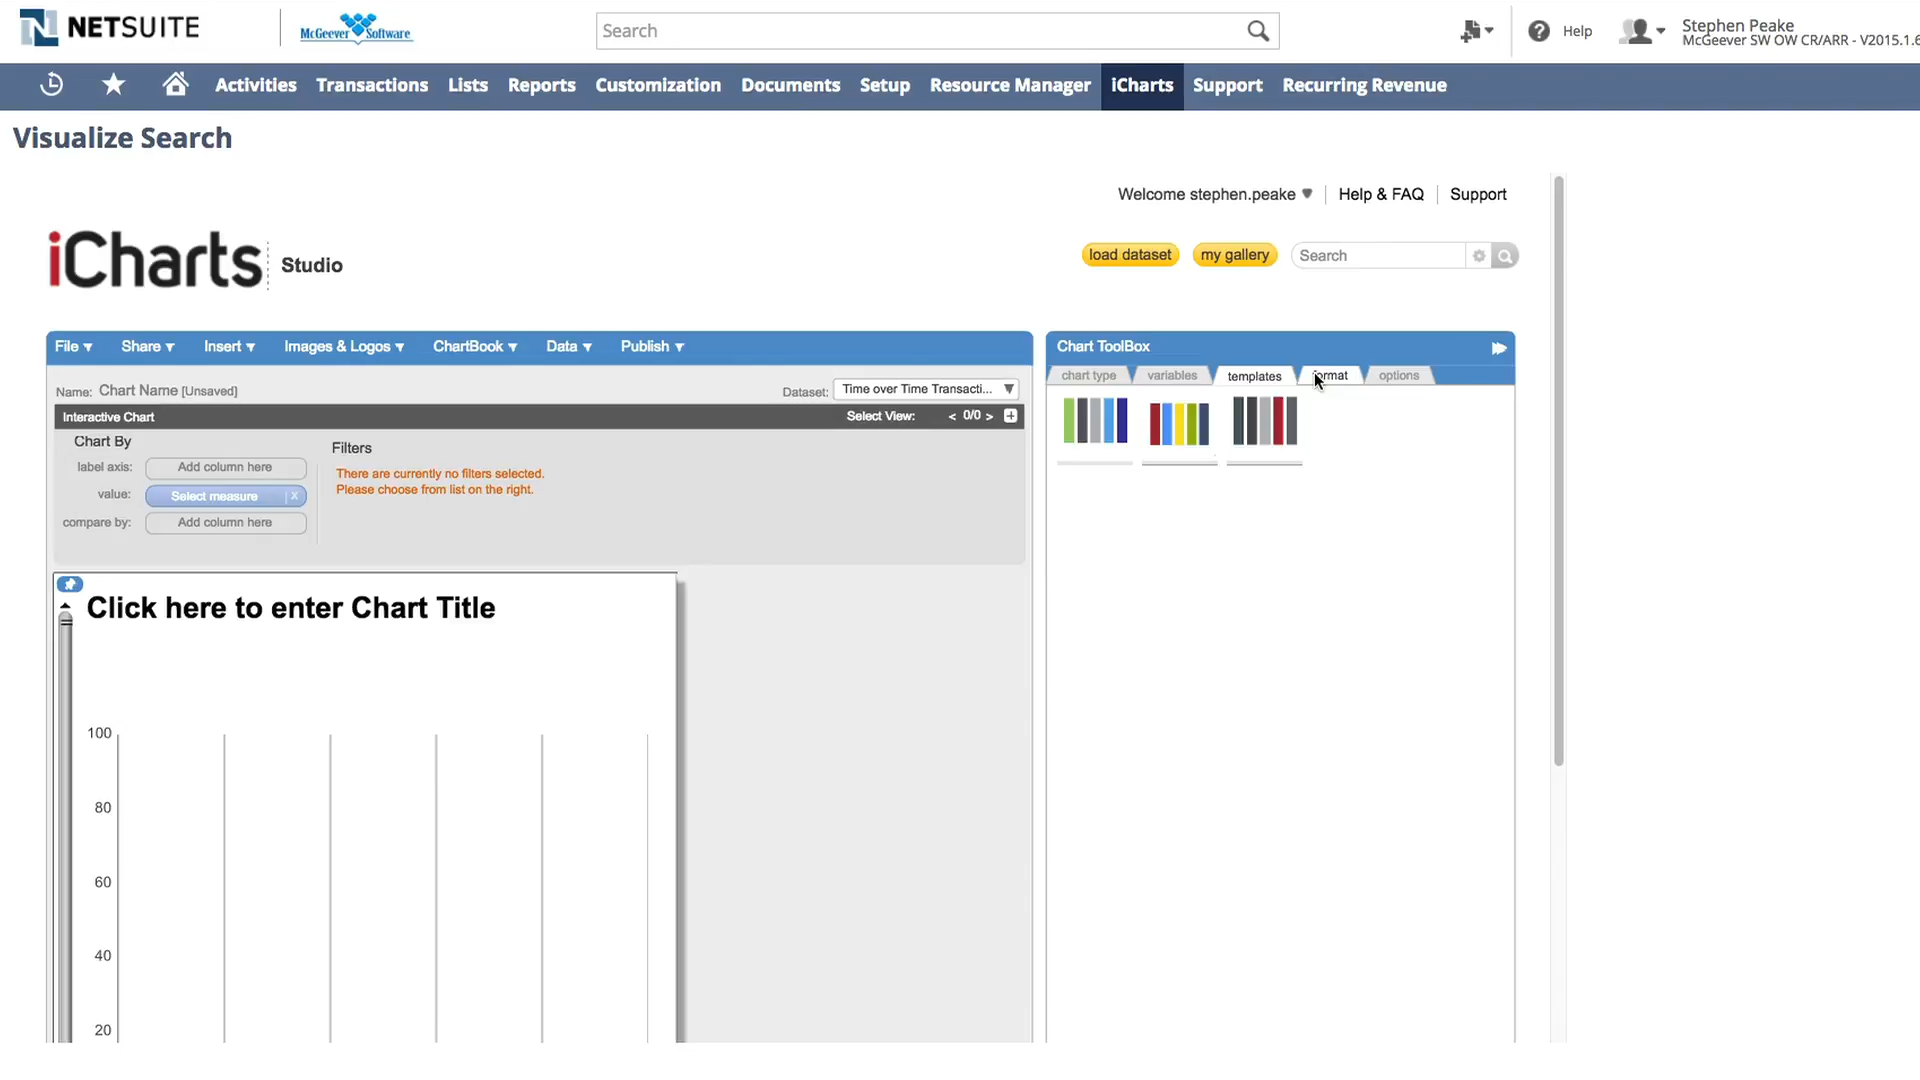 NETSUITE
McGeever Software
Search
Help
Stephen Peake
McGeever SW OW CR/ARR - V2015.1.6
Activities Transactions Lists Reports Customization Documents Setup Resource Manager iCharts Support Recurring Revenue
Visualize Search
Welcome stephen.peake Help & FAQ Support
iCharts Studio
load dataset my gallery Search
File Share Insert Images & Logos ChartBook Data Publish
Chart ToolBox
chart type variables templates format options
Name: Chart Name [Unsaved]
Dataset: Time over Time Transacti...
Interactive Chart
Select View: < 0/0 >
Chart By
label axis: Add column here
value: Select measure X
compare by: Add column here
Filters
There are currently no filters selected.
Please choose from list on the right.
Click here to enter Chart Title
100
80
60
40
20